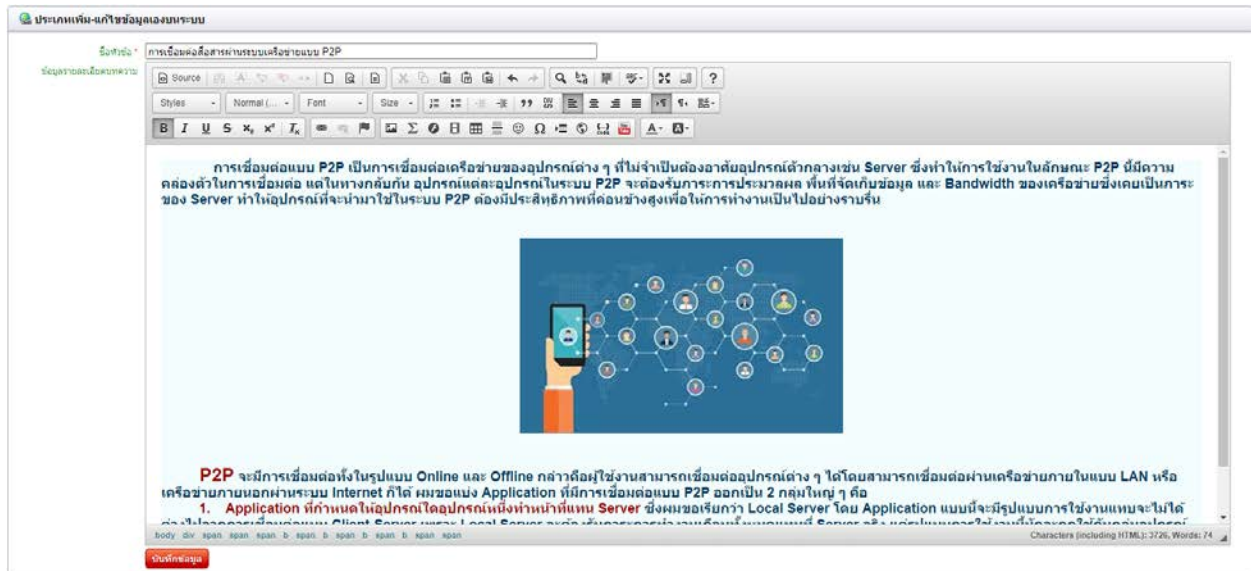 ประเภทเพิ่ม-แก้ไขข้อมูลเองบนระบบ
ชื่อหัวข้อ * การเชื่อมต่อสื่อสารผ่านระบบเครือข่ายแบบ P2P
ข้อมูลรายละเอียดบทความ
Source
Styles Normal (... Font Size
B I U S x₂ x² Tx
การเชื่อมต่อแบบ P2P เป็นการเชื่อมต่อเครือข่ายของอุปกรณ์ต่าง ๆ ที่ไม่จำเป็นต้องอาศัยอุปกรณ์ตัวกลางเช่น Server ซึ่งทำให้การใช้งานในลักษณะ P2P นี้มีความ
คล่องตัวในการเชื่อมต่อ แต่ในทางกลับกัน อุปกรณ์แต่ละอุปกรณ์ในระบบ P2P จะต้องรับภาระการประมวลผล พื้นที่จัดเก็บข้อมูล และ Bandwidth ของเครือข่ายซึ่งเคยเป็นภาระ
ของ Server ทำให้อุปกรณ์ที่จะนำมาใช้ในระบบ P2P ต้องมีประสิทธิภาพที่ค่อนข้างสูงเพื่อให้การทำงานเป็นไปอย่างราบรื่น
P2P จะมีการเชื่อมต่อทั้งในรูปแบบ Online และ Offline กล่าวคือผู้ใช้งานสามารถเชื่อมต่ออุปกรณ์ต่าง ๆ ได้โดยสามารถเชื่อมต่อผ่านเครือข่ายภายในแบบ LAN หรือ
เครือข่ายภายนอกผ่านระบบ Internet ก็ได้ ผมขอแบ่ง Application ที่มีการเชื่อมต่อแบบ P2P ออกเป็น 2 กลุ่มใหญ่ ๆ คือ
1. Application ที่กำหนดให้อุปกรณ์ใดอุปกรณ์หนึ่งทำหน้าที่แทน Server ซึ่งผมขอเรียกว่า Local Server โดย Application แบบนี้จะมีรูปแบบการใช้งานแทบจะไม่ได้
body div span span span b span b span b span b span span
Characters (including HTML): 3726, Words: 74
บันทึกข้อมูล